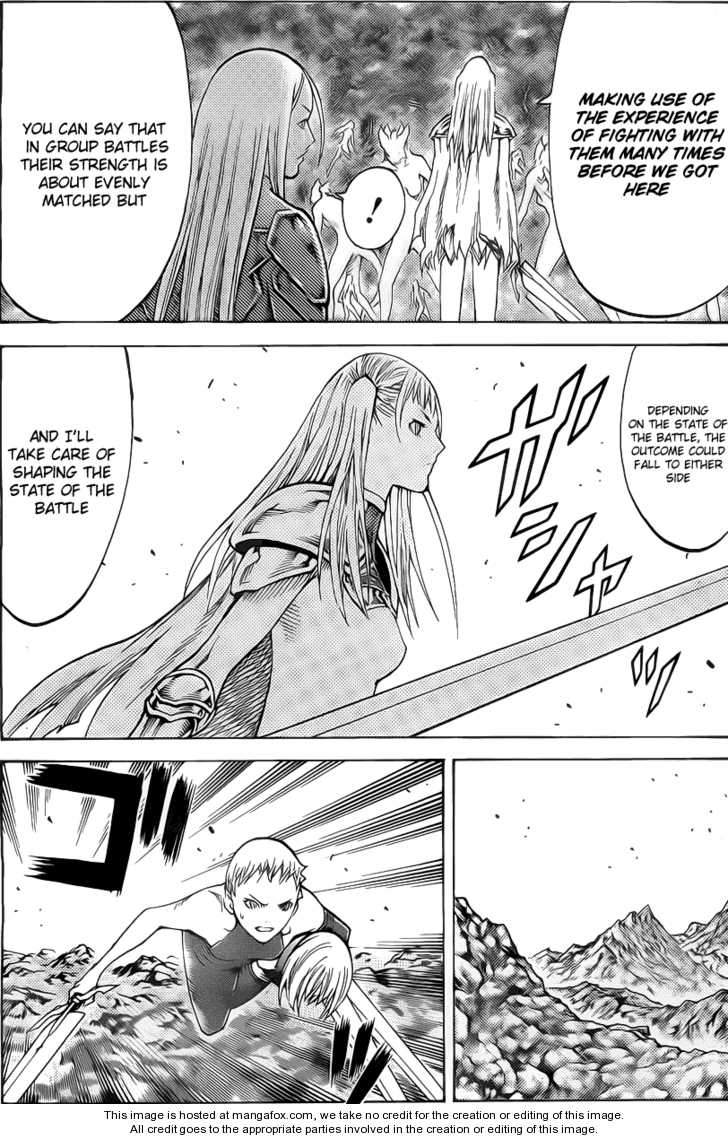 MAKING USE OF
THE EXPERIENCE
OF FIGHTING WITH
THEM MANY TIMES
BEFORE WE GOT
HERE
!
YOU CAN SAY THAT
IN GROUP BATTLES
THEIR STRENGTH IS
ABOUT EVENLY
MATCHED BUT
DEPENDING
ON THE STATE OF
THE BATTLE, THE
OUTCOME COULD
FALL TO EITHER
SIDE
ガシャッ
AND I'LL
TAKE CARE OF
SHAPING THE
STATE OF THE
BATTLE
This image is hosted at mangafox.com, we take no credit for the creation or editing of this image.
All credit goes to the appropriate parties involved in the creation or editing of this image.